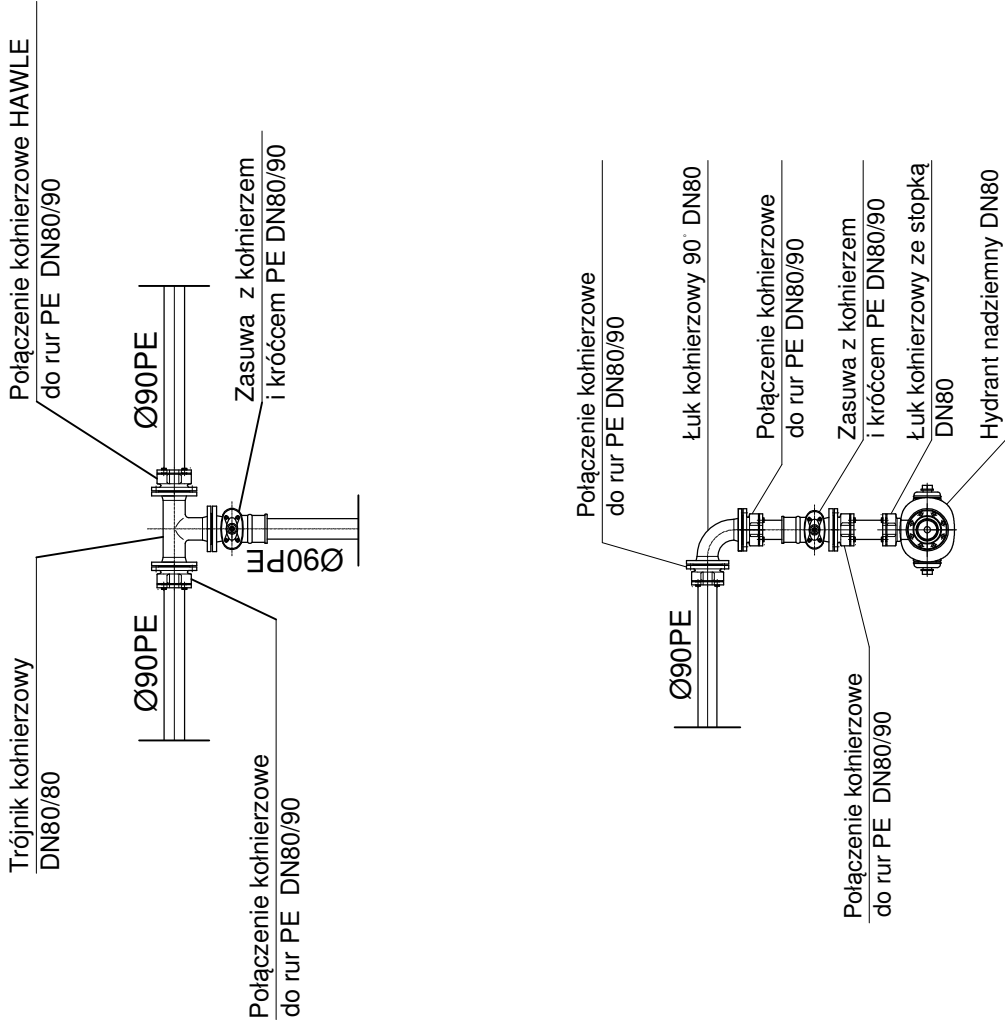 Trójnik kołnierzowy
DN80/80
Połączenie kołnierzowe HAWLE
do rur PE DN80/90
Ø90PE
Ø90PE
Ø90PE
Zasuwa z kołnierzem
i króćcem PE DN80/90
Połączenie kołnierzowe
do rur PE DN80/90
Połączenie kołnierzowe
do rur PE DN80/90
Ø90PE
Łuk kołnierzowy 90° DN80
Połączenie kołnierzowe
do rur PE DN80/90
Zasuwa z kołnierzem
i króćcem PE DN80/90
Połączenie kołnierzowe
do rur PE DN80/90
Łuk kołnierzowy ze stopką
DN80
Hydrant nadziemny DN80